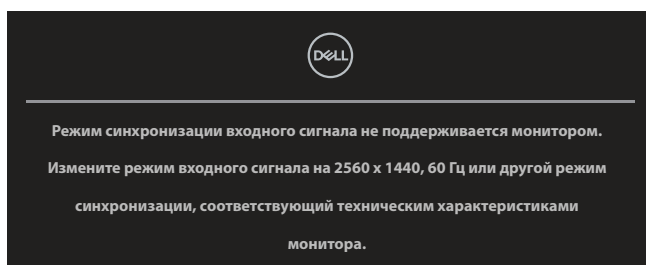 DELL
Режим синхронизации входного сигнала не поддерживается монитором.
Измените режим входного сигнала на 2560 x 1440, 60 Гц или другой режим
синхронизации, соответствующий техническим характеристиками
монитора.